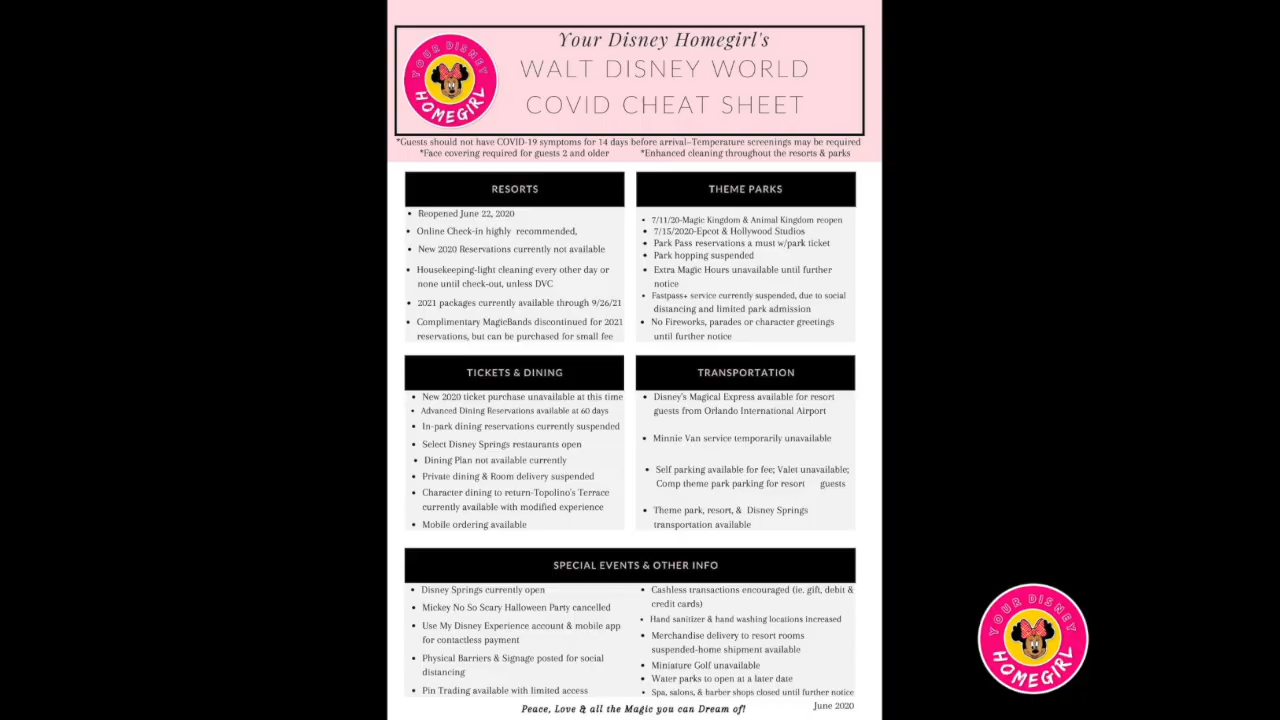 YOUR DISNEY
HOMEGIRL
Your Disney Homegirl's
WALT DISNEY WORLD
COVID CHEAT SHEET
*Guests should not have COVID-19 symptoms for 14 days before arrival–Temperature screenings may be required
*Face covering required for guests 2 and older *Enhanced cleaning throughout the resorts & parks
RESORTS
• Reopened June 22, 2020
• Online Check-in highly recommended,
• New 2020 Reservations currently not available
• Housekeeping-light cleaning every other day or
none until check-out, unless DVC
• 2021 packages currently available through 9/26/21
• Complimentary MagicBands discontinued for 2021
reservations, but can be purchased for small fee
THEME PARKS
• 7/11/20-Magic Kingdom & Animal Kingdom reopen
• 7/15/2020-Epcot & Hollywood Studios
• Park Pass reservations a must w/park ticket
• Park hopping suspended
• Extra Magic Hours unavailable until further
notice
• Fastpass+ service currently suspended, due to social
distancing and limited park admission
• No Fireworks, parades or character greetings
until further notice
TICKETS & DINING
• New 2020 ticket purchase unavailable at this time
• Advanced Dining Reservations available at 60 days
• In-park dining reservations currently suspended
• Select Disney Springs restaurants open
• Dining Plan not available currently
• Private dining & Room delivery suspended
• Character dining to return-Topolino's Terrace
currently available with modified experience
• Mobile ordering available
TRANSPORTATION
• Disney's Magical Express available for resort
guests from Orlando International Airport
• Minnie Van service temporarily unavailable
• Self parking available for fee; Valet unavailable;
Comp theme park parking for resort guests
• Theme park, resort, & Disney Springs
transportation available
SPECIAL EVENTS & OTHER INFO
• Disney Springs currently open
• Mickey No So Scary Halloween Party cancelled
• Use My Disney Experience account & mobile app
for contactless payment
• Physical Barriers & Signage posted for social
distancing
• Pin Trading available with limited access
• Cashless transactions encouraged (ie. gift, debit &
credit cards)
• Hand sanitizer & hand washing locations increased
• Merchandise delivery to resort rooms
suspended-home shipment available
• Miniature Golf unavailable
• Water parks to open at a later date
• Spa, salons, & barber shops closed until further notice
Peace, Love & all the Magic you can Dream of!
June 2020
YOUR DISNEY
HOMEGIRL